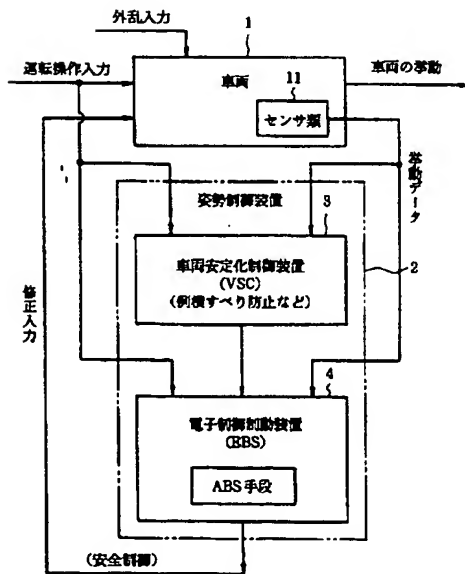 外乱入力
1
運転操作入力
車両
車両の挙動
11
センサ類
挙動データ
姿勢制御装置
3
車両安定化制御装置
(VSC)
(例横すべり防止など)
2
修正入力
4
電子制御制動装置
(EBS)
ABS手段
(安全制御)